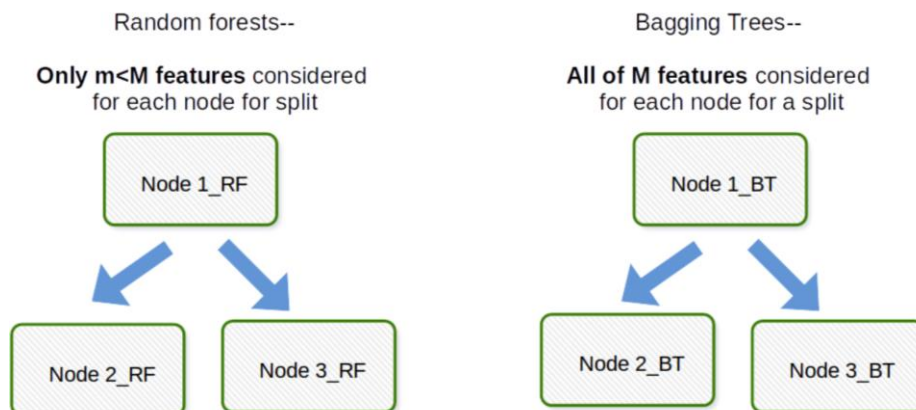 Random forests--
Only m<M features considered
for each node for split
Node 1_RF
Node 2_RF
Node 3_RF
Bagging Trees--
All of M features considered
for each node for a split
Node 1_BT
Node 2_BT
Node 3_BT